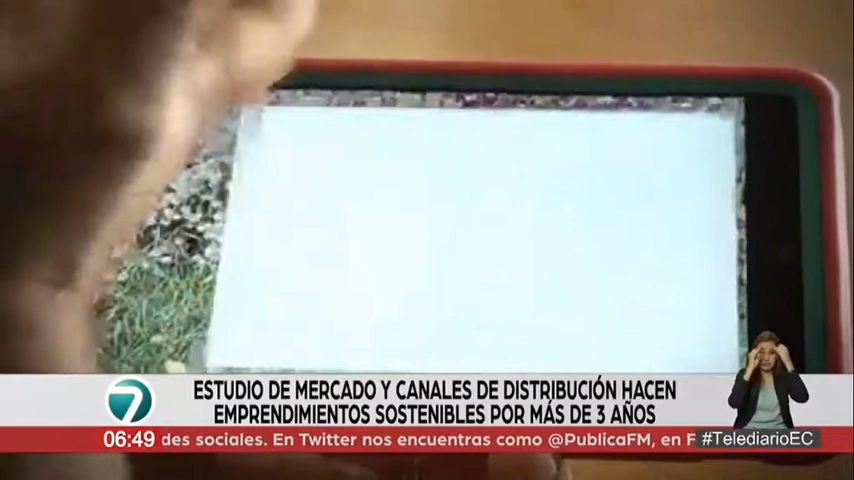 ESTUDIO DE MERCADO Y CANALES DE DISTRIBUCIÓN HACEN
EMPRENDIMIENTOS SOSTENIBLES POR MÁS DE 3 AÑOS
7
06:49 des sociales. En Twitter nos encuentras como @PublicaFM, en F #TelediarioEC